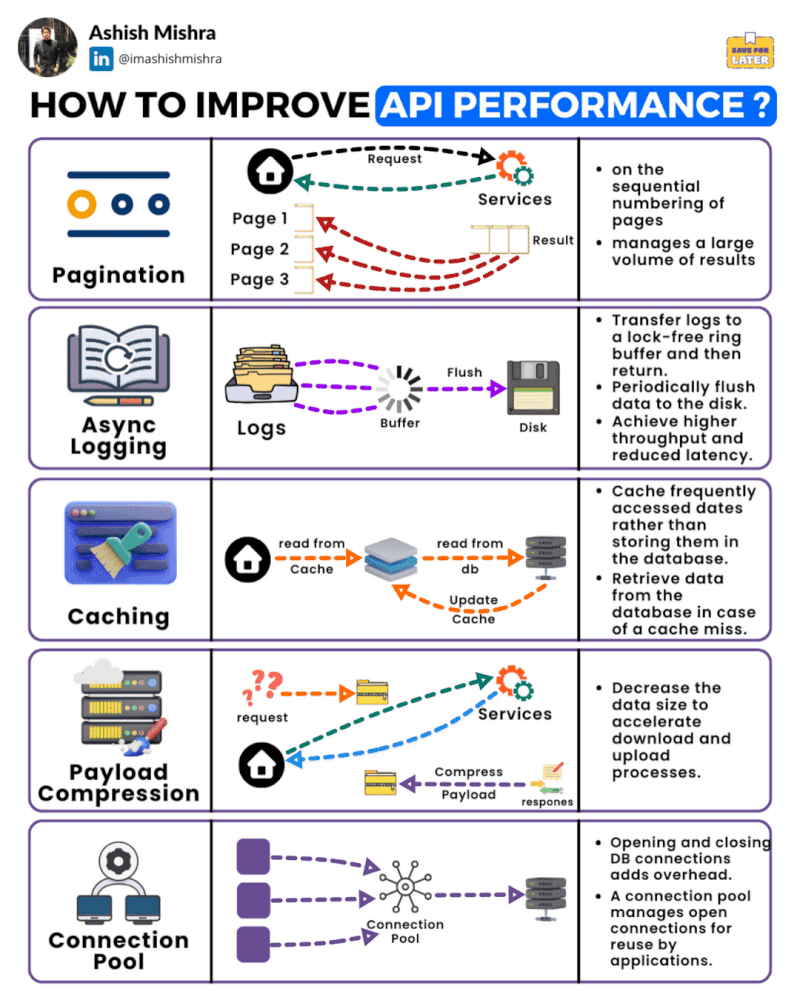 Ashish Mishra
in @imashishmishra
SAVE FOR
LATER
HOW TO IMPROVE API PERFORMANCE ?
Pagination
Request
Services
Page 1
Page 2
Page 3
Result
• on the
sequential
numbering of
pages
• manages a large
volume of results
Async
Logging
Logs
Buffer
Flush
Disk
• Transfer logs to
a lock-free ring
buffer and then
return.
• Periodically flush
data to the disk.
• Achieve higher
throughput and
reduced latency.
Caching
read from
Cache
read from
db
Update
Cache
• Cache frequently
accessed dates
rather than
storing them in
the database.
• Retrieve data
from the
database in case
of a cache miss.
Payload
Compression
???
request
Services
Compress
Payload
respones
• Decrease the
data size to
accelerate
download and
upload
processes.
Connection
Pool
Connection
Pool
• Opening and closing
DB connections
adds overhead.
• A connection pool
manages open
connections for
reuse by
applications.